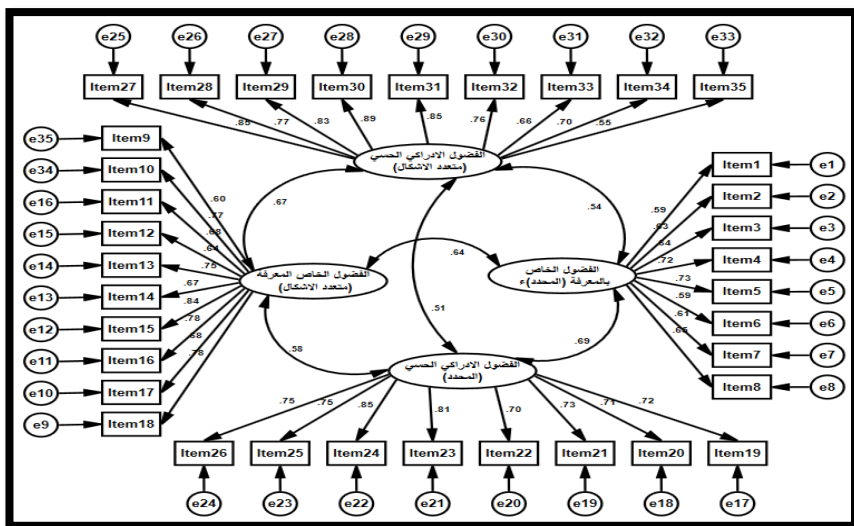 e25 e26 e27 e28 e29 e30 e31 e32 e33
Item27 Item28 Item29 Item30 Item31 Item32 Item33 Item34 Item35
.85 .77 .83 .89 .85 .76 .66 .70 .55
الفضول الادراكي الحسي
(متعدد الاشكال)
e35 Item9
e34 Item10
e16 Item11
e15 Item12
e14 Item13
e13 Item14
e12 Item15
e11 Item16
e10 Item17
e9 Item18
.60
.77
.68
.64
.75
.67
.84
.78
.68
.78
الفضول الخاص المعرفة
(متعدد الاشكال)
.67
.54
.64
.51
.58
.69
الفضول الخاص
بالمعرفة (المحدد)ء
.59
.63
.54
.72
.73
.59
.61
.65
Item1 e1
Item2 e2
Item3 e3
Item4 e4
Item5 e5
Item6 e6
Item7 e7
Item8 e8
الفضول الادراكي الحسي
(المحدد)
.75 .75 .85 .81 .70 .73 .71 .72
Item26 Item25 Item24 Item23 Item22 Item21 Item20 Item19
e24 e23 e22 e21 e20 e19 e18 e17